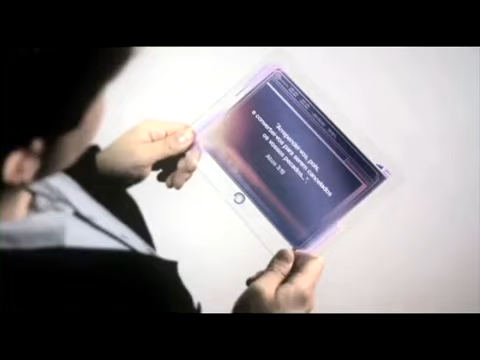 "Arrependei-vos, pois,
e convertei-vos para serem cancelados
os vossos pecados..."
Atos 3:19